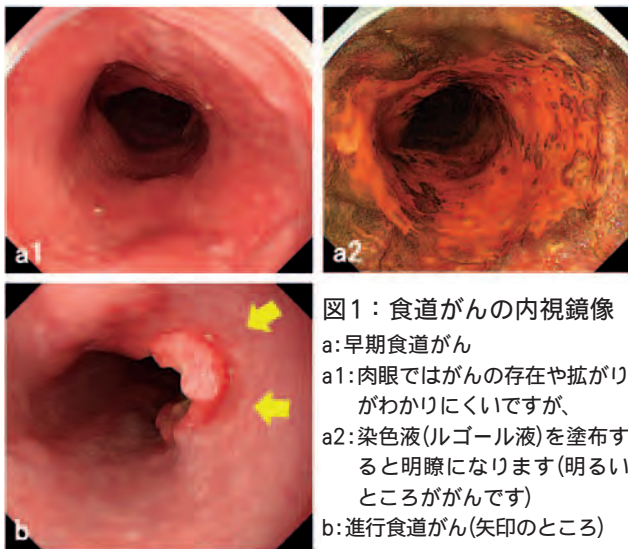 a1
a2
b
図1：食道がんの内視鏡像
a:早期食道がん
a1:肉眼ではがんの存在や拡がり
がわかりにくいですが、
a2:染色液(ルゴール液)を塗布す
ると明瞭になります(明るい
ところががんです)
b:進行食道がん(矢印のところ)